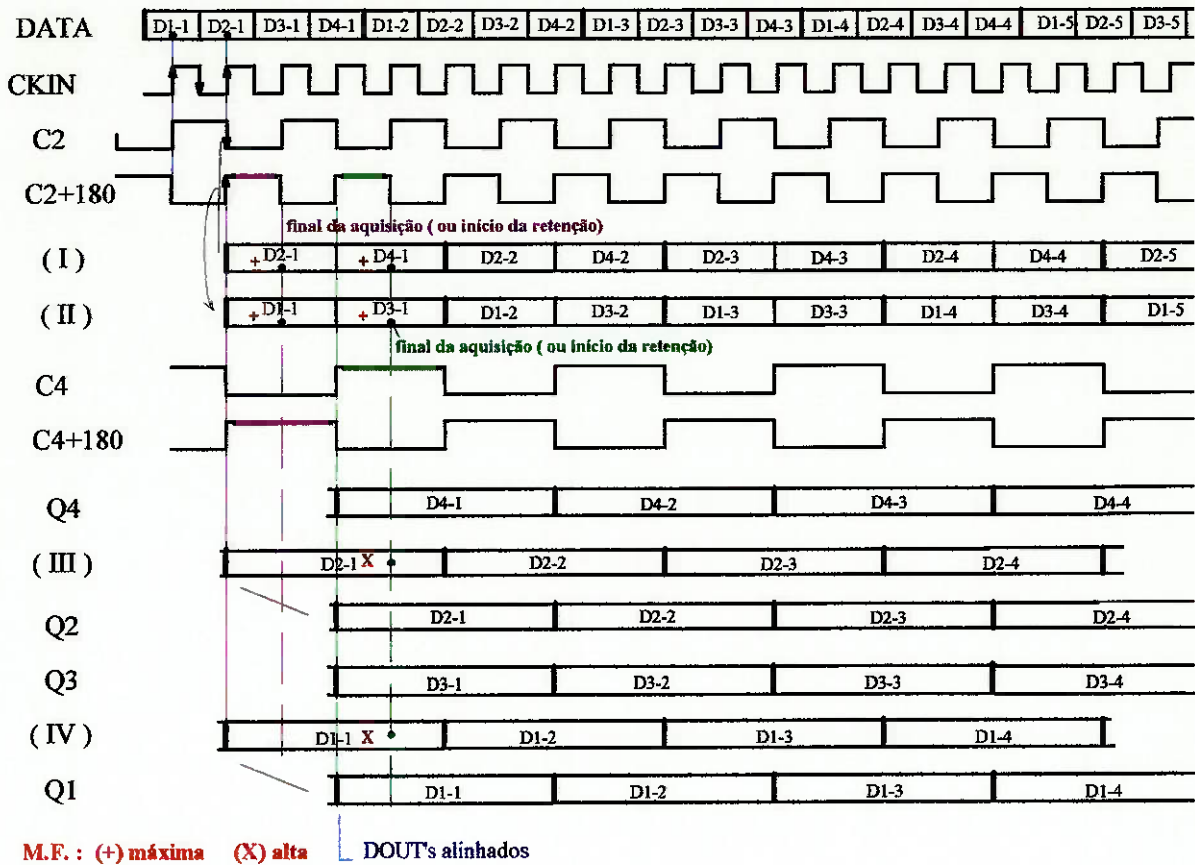 DATA D1-1 D2-1 D3-1 D4-1 D1-2 D2-2 D3-2 D4-2 D1-3 D2-3 D3-3 D4-3 D1-4 D2-4 D3-4 D4-4 D1-5 D2-5 D3-5
CKIN
C2
C2+180
final da aquisição ( ou início da retenção)
( I ) + D2-1 + D4-1 D2-2 D4-2 D2-3 D4-3 D2-4 D4-4 D2-5
( II ) + D1-1 + D3-1 D1-2 D3-2 D1-3 D3-3 D1-4 D3-4 D1-5
final da aquisição ( ou início da retenção)
C4
C4+180
Q4 D4-1 D4-2 D4-3 D4-4
( III ) D2-1 X D2-2 D2-3 D2-4
Q2 D2-1 D2-2 D2-3 D2-4
Q3 D3-1 D3-2 D3-3 D3-4
( IV ) D1-1 X D1-2 D1-3 D1-4
Q1 D1-1 D1-2 D1-3 D1-4
M.F. : (+) máxima (X) alta DOUT's alinhados